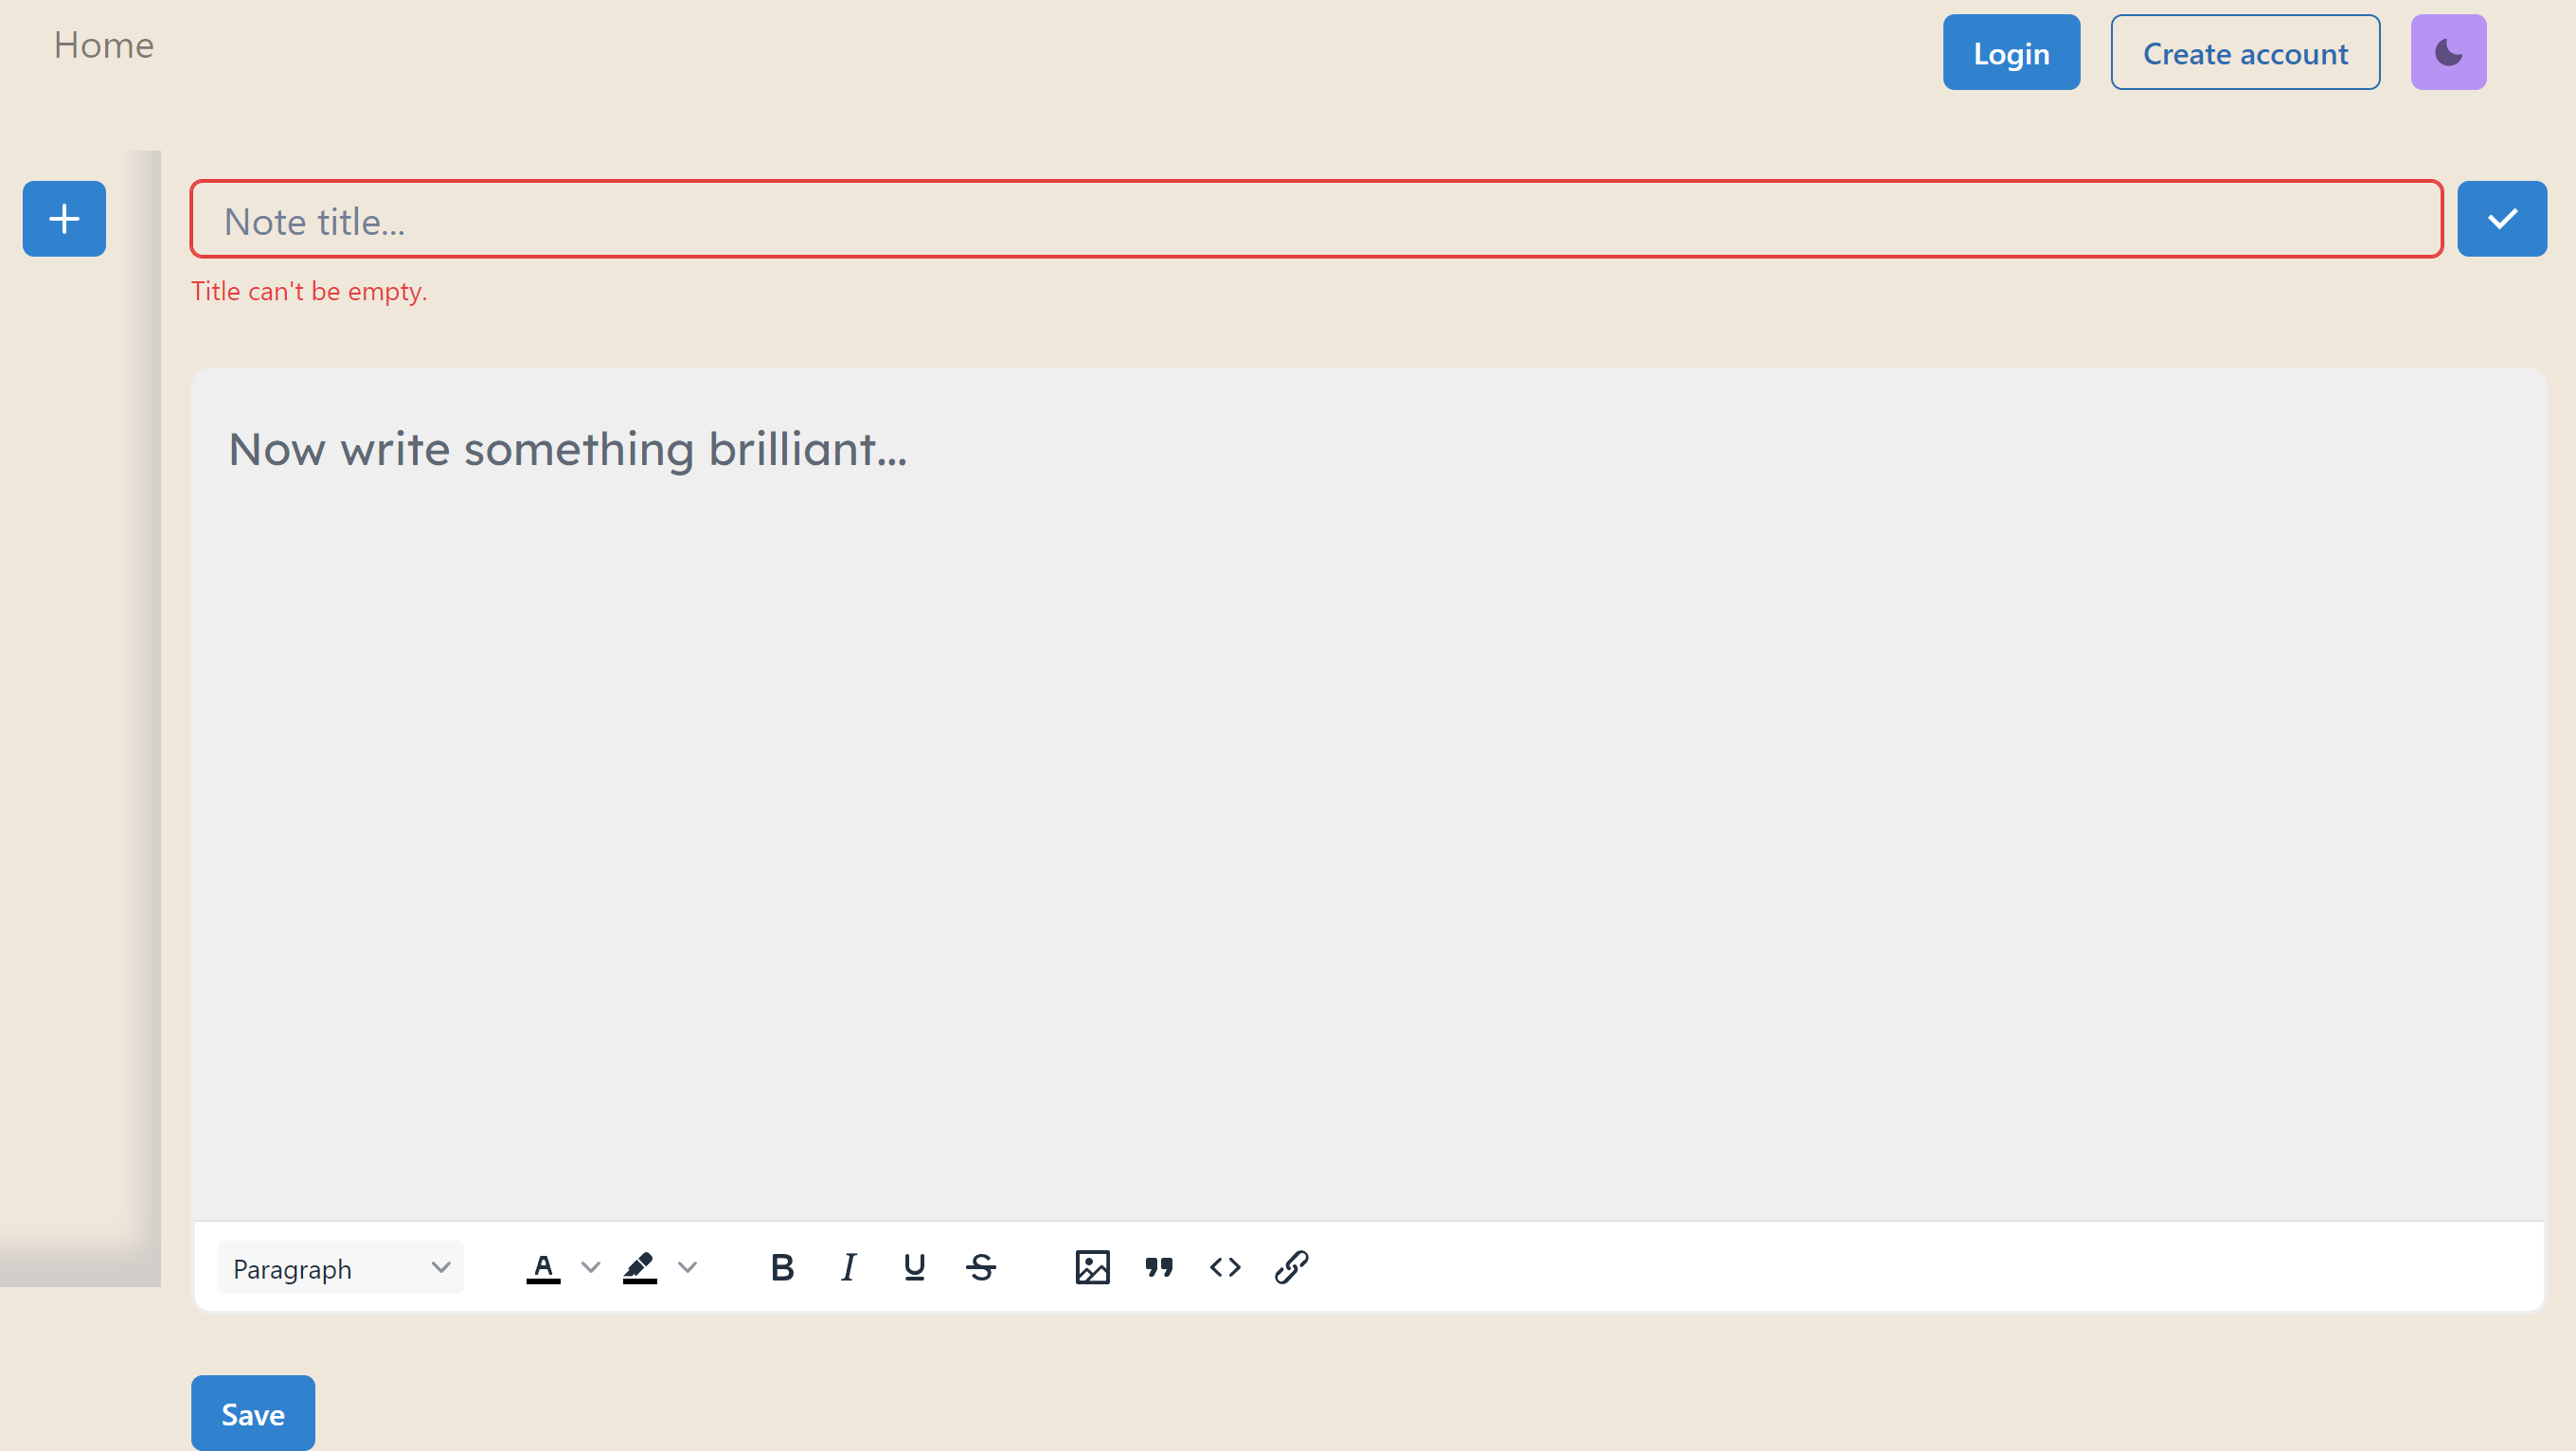 Home
Login
Create account
Note title...
Title can't be empty.
Now write something brilliant...
Paragraph
A
B
I
U
S
Save